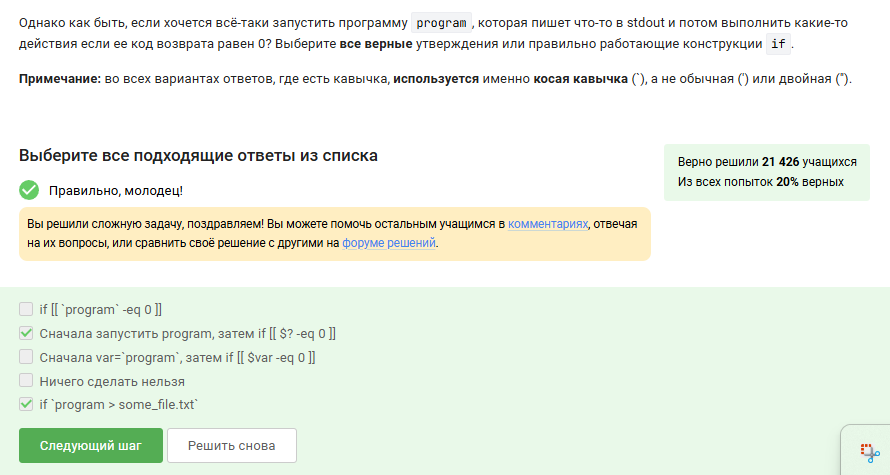 Однако как быть, если хочется всё-таки запустить программу program, которая пишет что-то в stdout и потом выполнить какие-то
действия если ее код возврата равен 0? Выберите все верные утверждения или правильно работающие конструкции if.
Примечание: во всех вариантах ответов, где есть кавычка, используется именно косая кавычка (`), а не обычная (') или двойная (").
Выберите все подходящие ответы из списка
Верно решили 21 426 учащихся
Из всех попыток 20% верных
Правильно, молодец!
Вы решили сложную задачу, поздравляем! Вы можете помочь остальным учащимся в комментариях, отвечая
на их вопросы, или сравнить своё решение с другими на форуме решений.
if [[ `program` -eq 0 ]]
Сначала запустить program, затем if [[ $? -eq 0 ]]
Сначала var=`program`, затем if [[ $var -eq 0 ]]
Ничего сделать нельзя
if `program > some_file.txt`
Следующий шаг
Решить снова